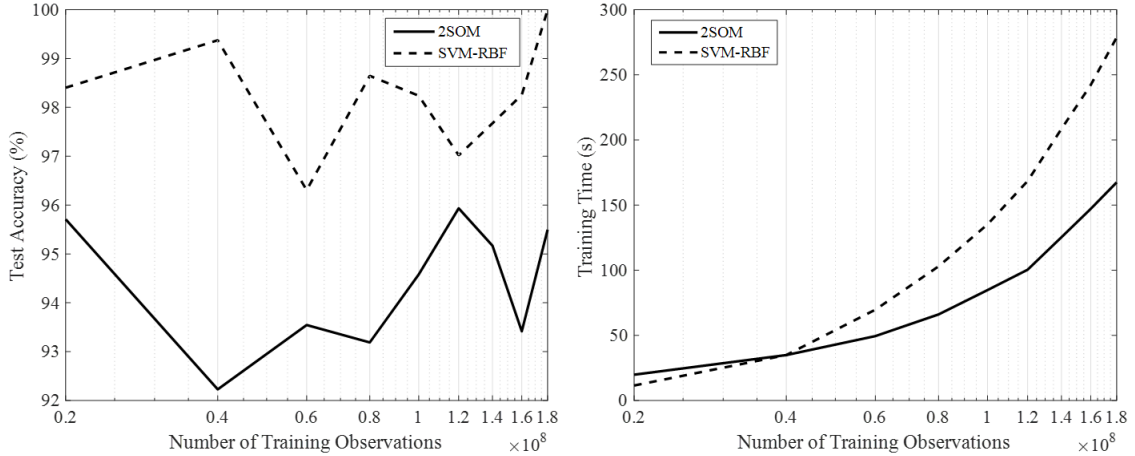 100
99
98
97
96
95
94
93
92
Test Accuracy (%)
2SOM
SVM-RBF
0.2 0.4 0.6 0.8 1 1.2 1.4 1.6 1.8
Number of Training Observations
×10^8
300
250
200
150
100
50
0
Training Time (s)
2SOM
SVM-RBF
0.2 0.4 0.6 0.8 1 1.2 1.4 1.6 1.8
Number of Training Observations
×10^8